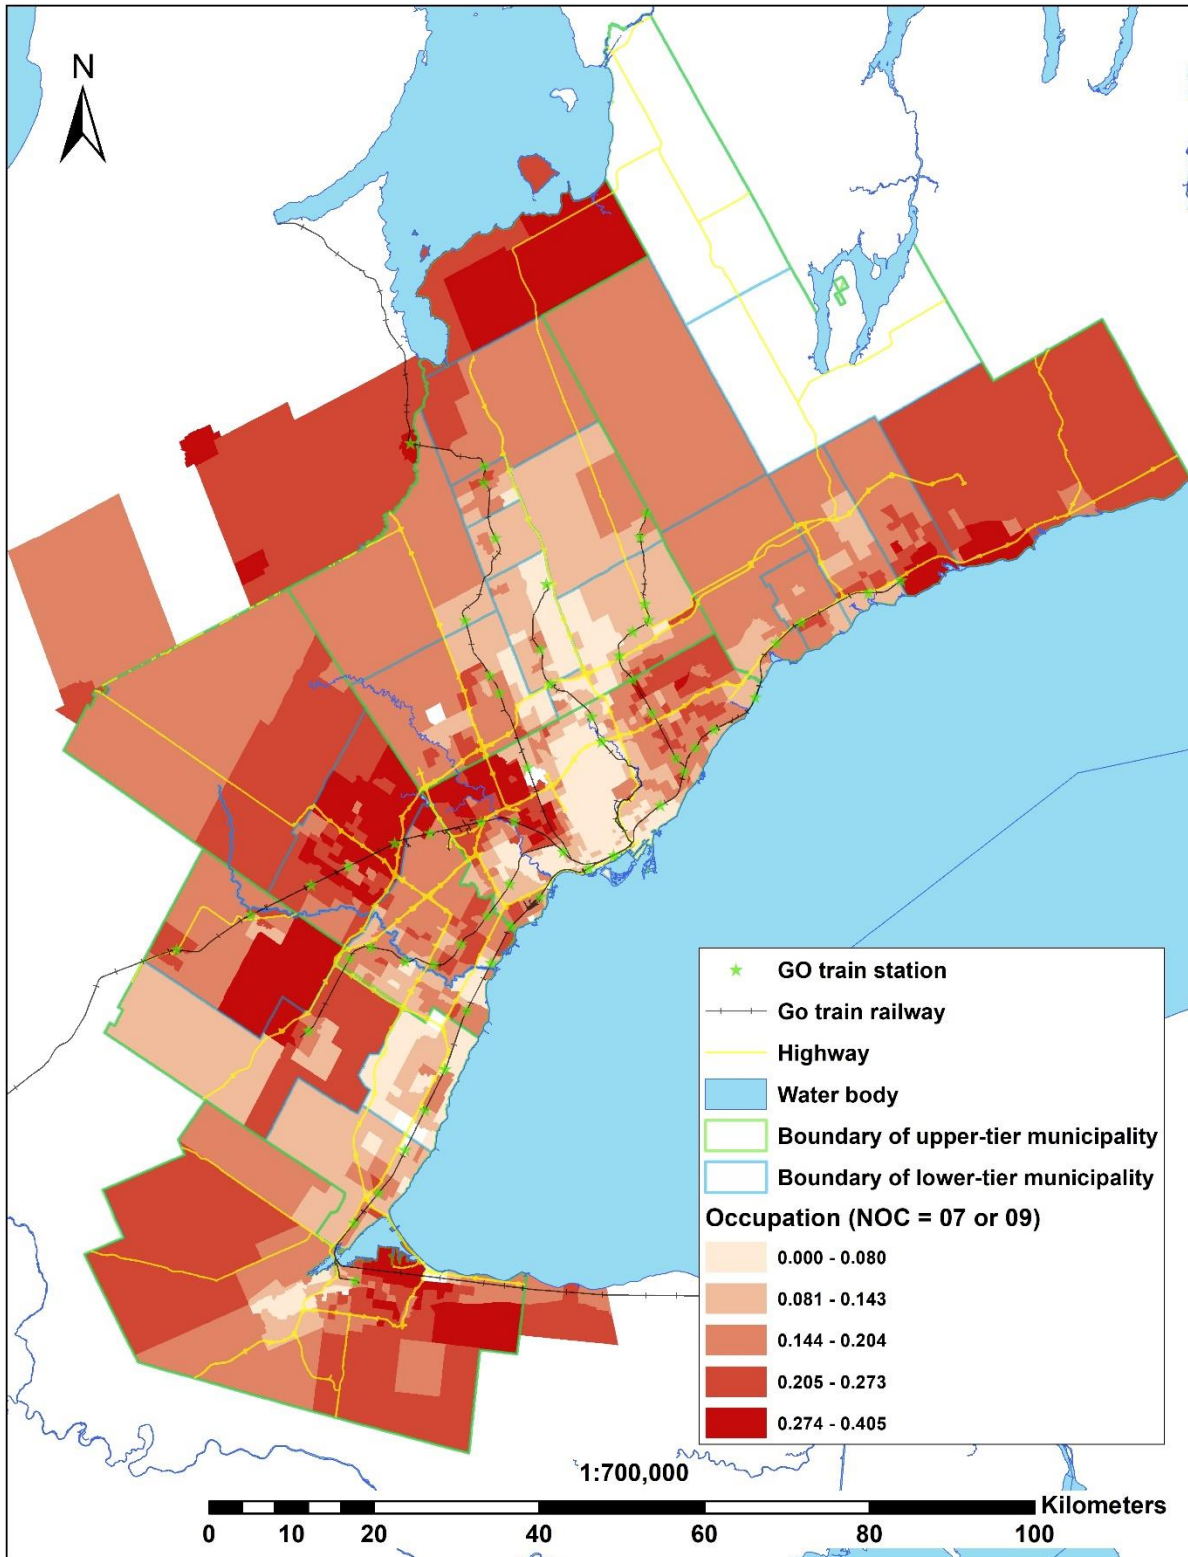 N
GO train station
Go train railway
Highway
Water body
Boundary of upper-tier municipality
Boundary of lower-tier municipality
Occupation (NOC = 07 or 09)
0.000 - 0.080
0.081 - 0.143
0.144 - 0.204
0.205 - 0.273
0.274 - 0.405
1:700,000
Kilometers
0 10 20 40 60 80 100